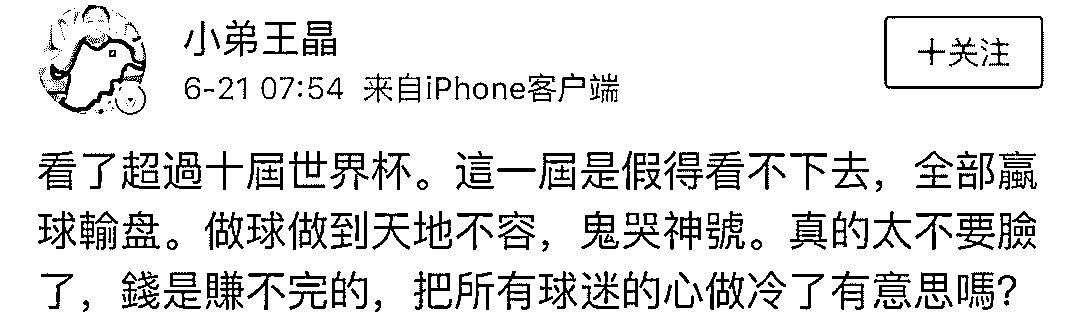 小弟王晶
+关注
6-21 07:54 来自iPhone客户端
看了超過十屆世界杯。這一屆是假得看不下去，全部贏
球輸盘。做球做到天地不容，鬼哭神號。真的太不要臉
了，錢是賺不完的，把所有球迷的心做冷了有意思嗎？